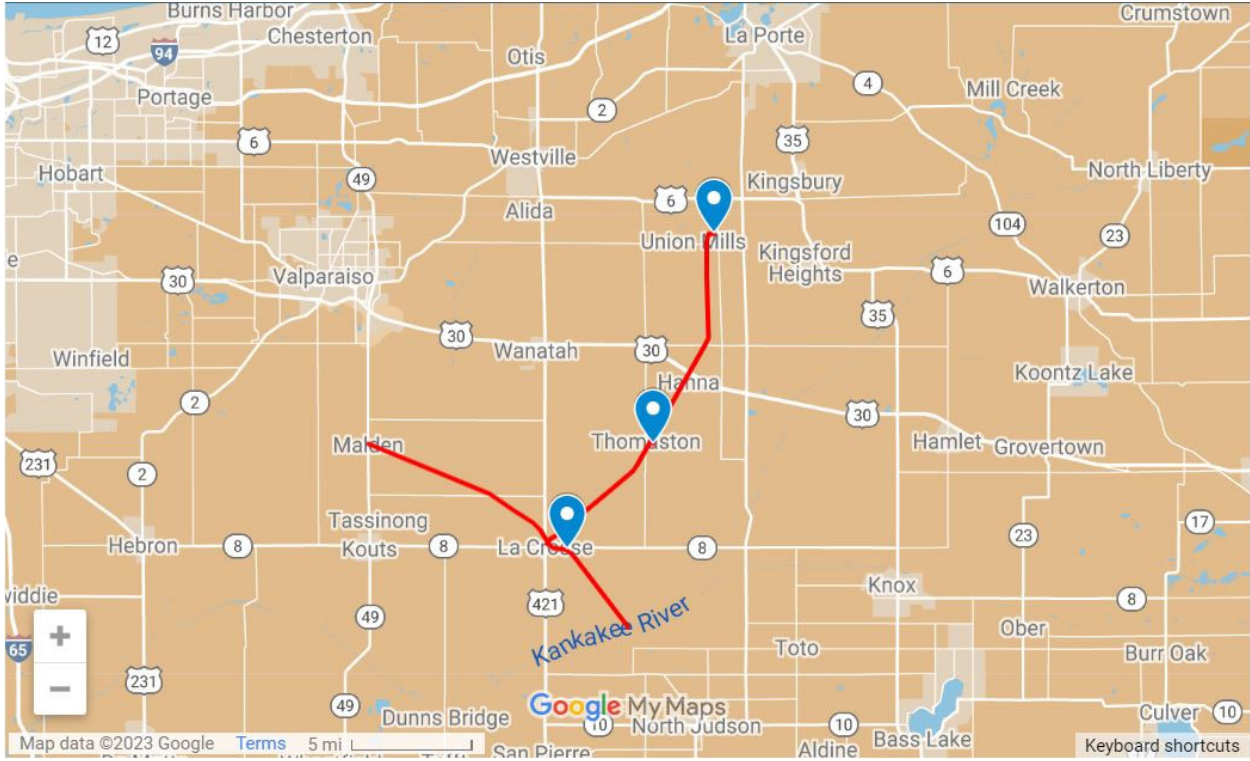 Burns Harbor
Crumstown
12
94
Chesterton
Otis
La Porte
Portage
2
4
Mill Creek
6
35
Westville
North Liberty
Hobart
49
Kingsbury
Alida
6
Union Mills
104
23
Kingsford
Heights
e
30
Valparaiso
6
Walkerton
35
30
Wanatah
30
Winfield
Hanna
Koontz Lake
2
30
Malden
Thomaston
Hamlet
Grovertown
231
2
Tassinong
17
Hebron
8
Kouts
8
La Crosse
8
23
Knox
8
widdie
421
49
Kankakee River
Ober
65
Toto
Burr Oak
231
49
Dunns Bridge
Google My Maps
10
North Judson
10
Bass Lake
Culver
10
Map data ©2023 Google
Terms
5 mi
San Pierre
Aldine
Keyboard shortcuts